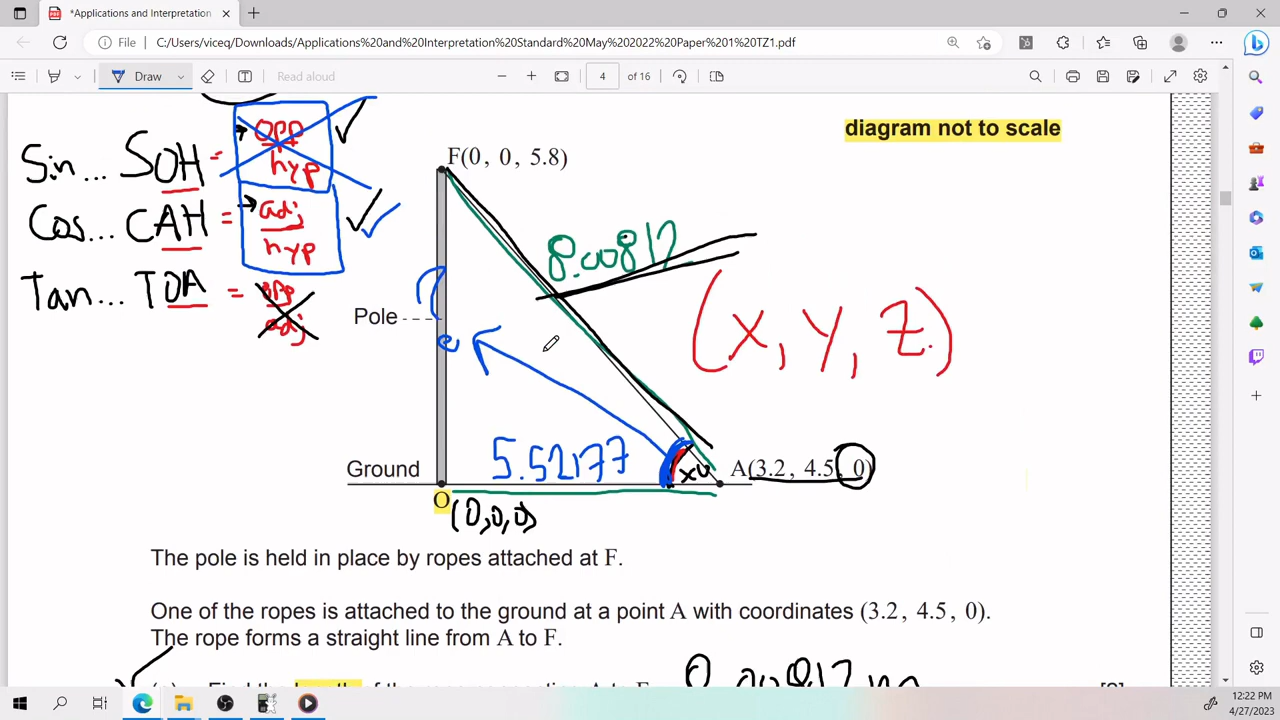 *Applications and Interpretation
File
C:/Users/viceq/Downloads/Applications%20and%20Interpretation%20Standard%20May%202022%20Paper%201%20TZ1.pdf
Draw
Read aloud
4
of 16
diagram not to scale
F(0, 0, 5.8)
Sin... SOH = opp
hyp
Cos... CAH = adj
hyp
Tan... TOA = opp
adj
8.00812
Pole
(x, y, z)
5.52177
x°
Ground
A(3.2, 4.5, 0)
O
(0,0,0)
The pole is held in place by ropes attached at F.
One of the ropes is attached to the ground at a point A with coordinates (3.2, 4.5, 0).
The rope forms a straight line from A to F.
8.00812 m
12:22 PM
4/27/2023